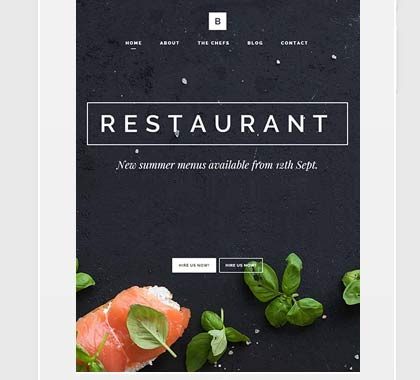 B
HOME ABOUT THE CHEFS BLOG CONTACT
RESTAURANT
New summer menus available from 12th Sept.
HIRE US NOW! HIRE US NOW!